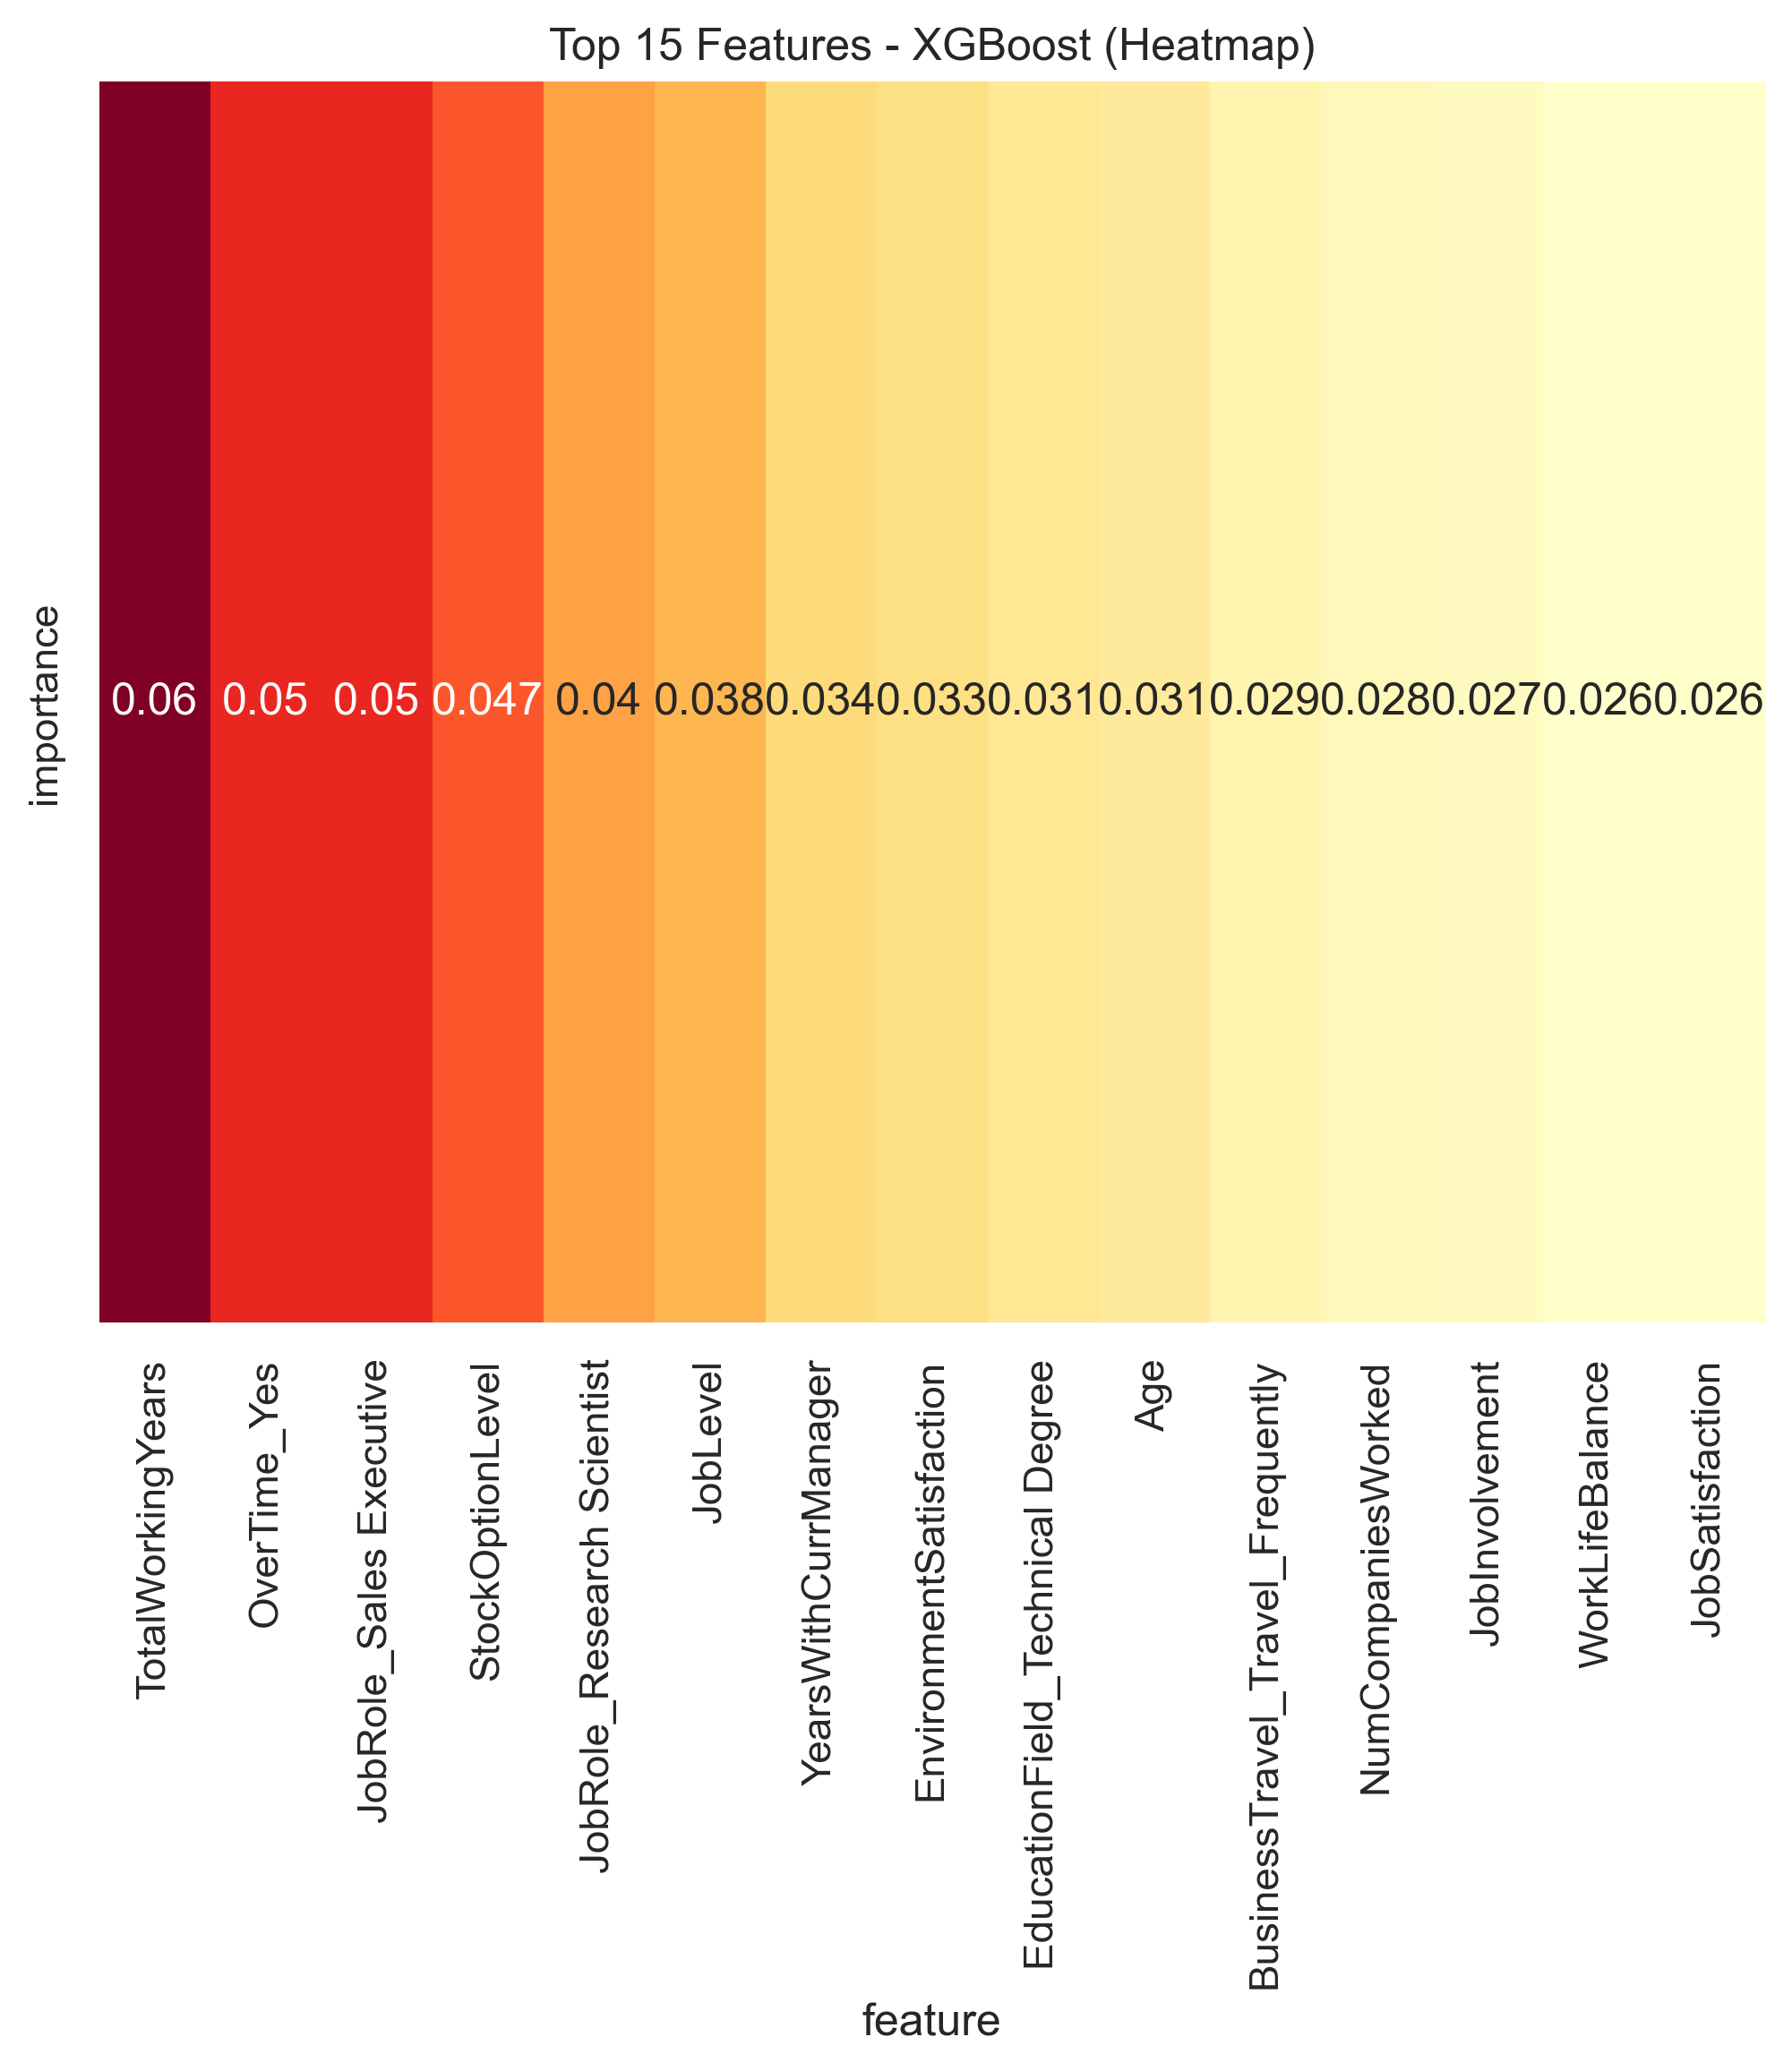 Top 15 Features - XGBoost (Heatmap)
importance
0.06 0.05 0.05 0.047 0.04 0.038 0.034 0.033 0.031 0.031 0.029 0.028 0.027 0.026 0.026
TotalWorkingYears
OverTime_Yes
JobRole_Sales Executive
StockOptionLevel
JobRole_Research Scientist
JobLevel
YearsWithCurrManager
EnvironmentSatisfaction
EducationField_Technical Degree
Age
BusinessTravel_Travel_Frequently
NumCompaniesWorked
JobInvolvement
WorkLifeBalance
JobSatisfaction
feature